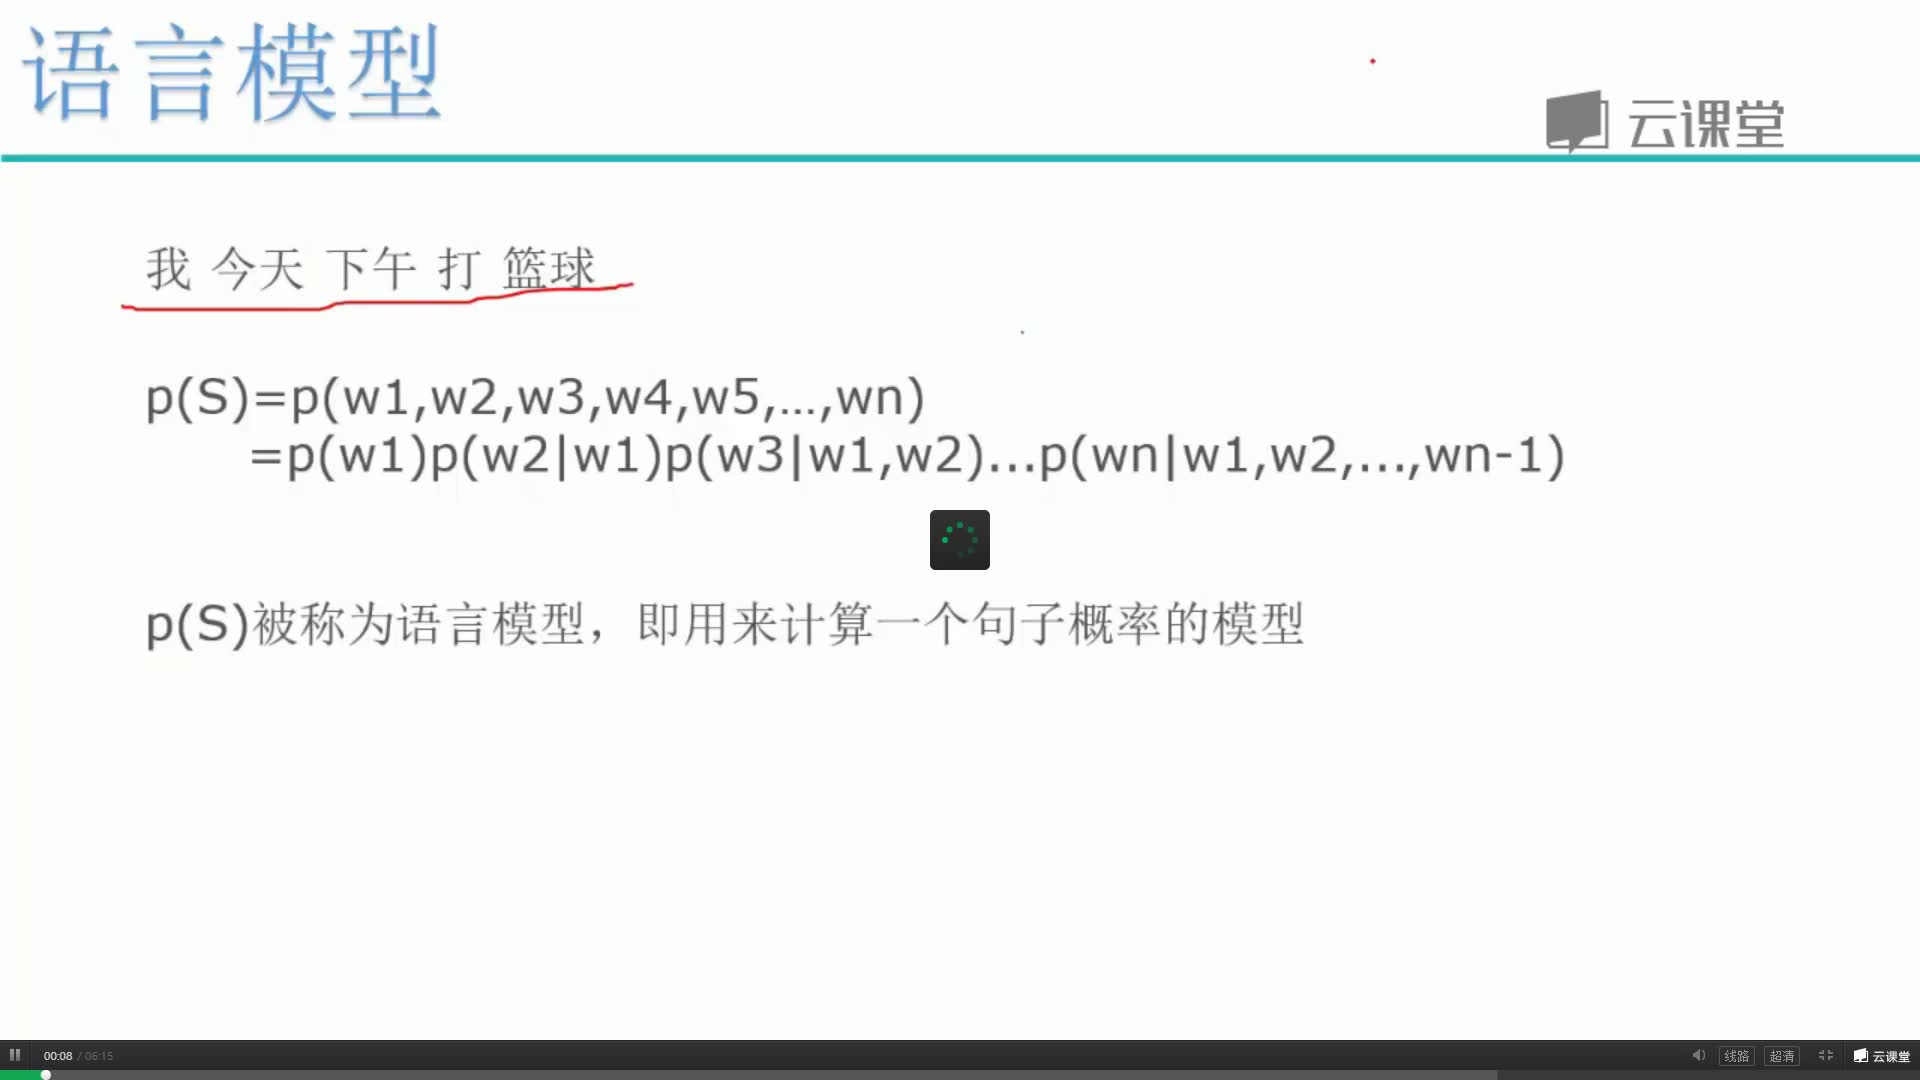 语言模型
云课堂
我 今天 下午 打 篮球
p(S)=p(w1,w2,w3,w4,w5,...,wn)
=p(w1)p(w2|w1)p(w3|w1,w2)...p(wn|w1,w2,...,wn-1)
p(S)被称为语言模型，即用来计算一个句子概率的模型
00:08 / 06:15 线路 超清 云课堂